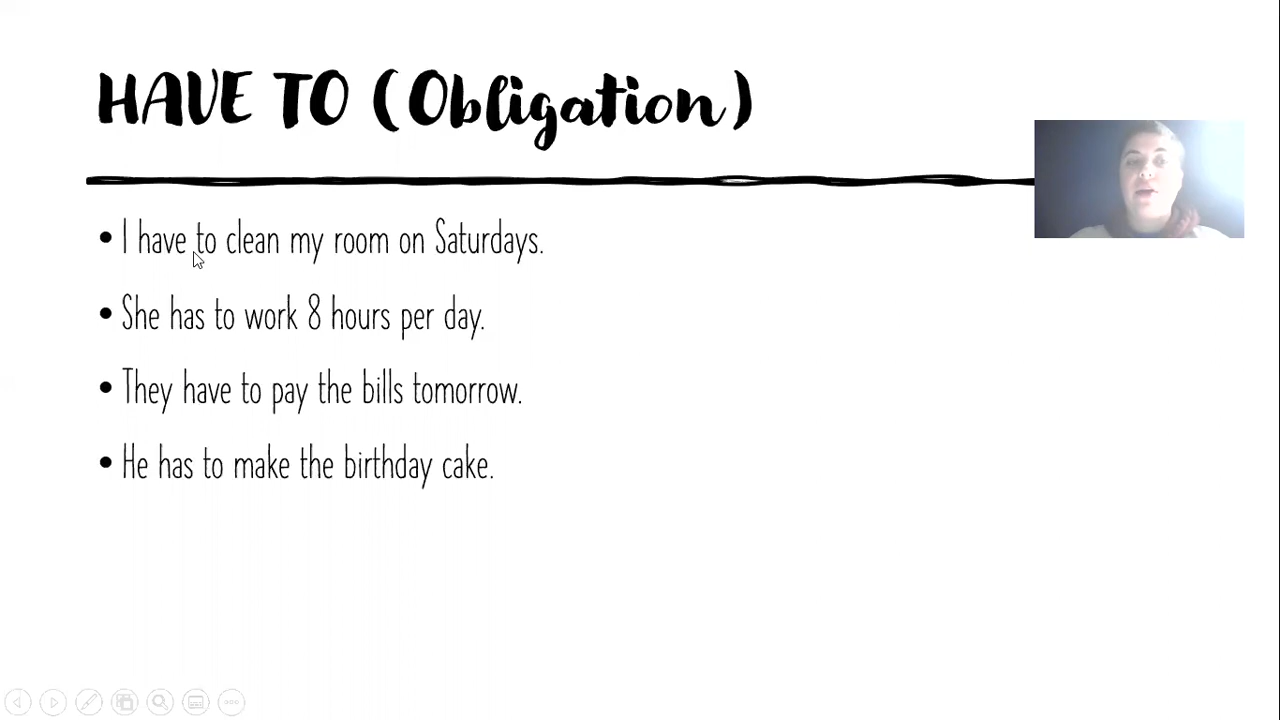 HAVE TO (Obligation)
• I have to clean my room on Saturdays.
• She has to work 8 hours per day.
• They have to pay the bills tomorrow.
• He has to make the birthday cake.